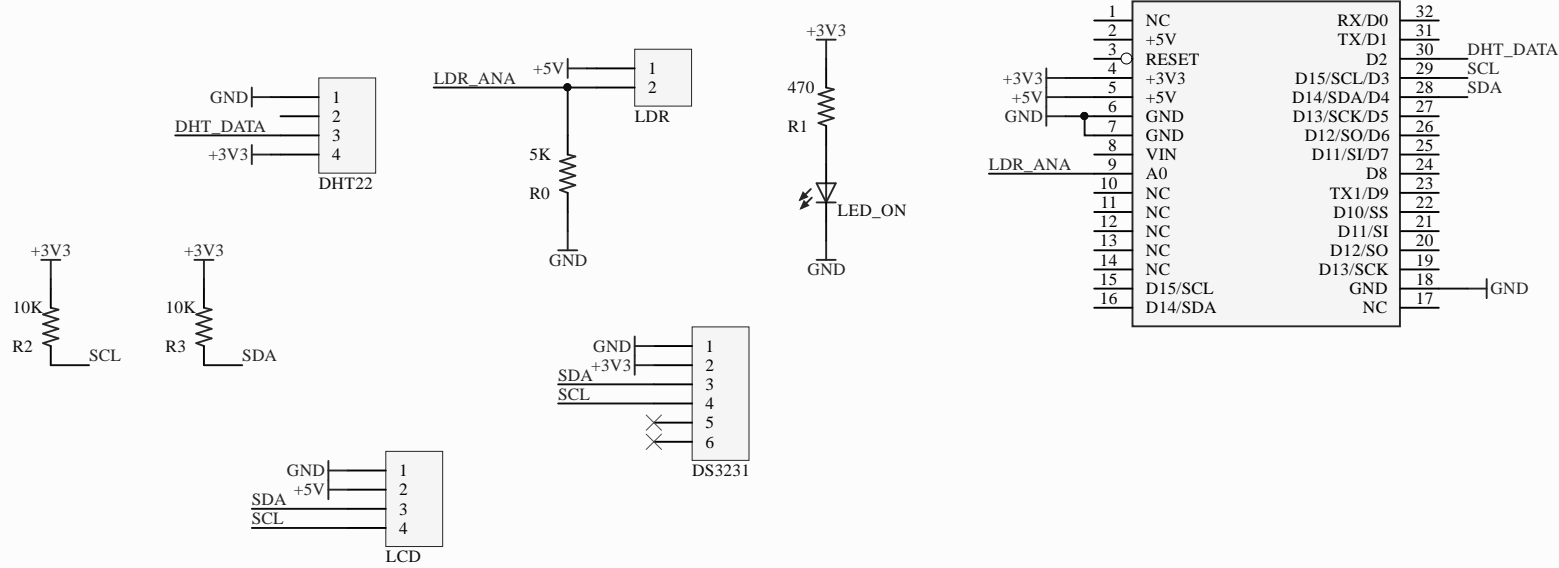 GND
DHT_DATA
+3V3
1
2
3
4
DHT22
LDR_ANA
+5V
1
2
LDR
5K
R0
GND
+3V3
470
R1
LED_ON
GND
+3V3
10K
R2
SCL
+3V3
10K
R3
SDA
GND
+3V3
SDA
SCL
1
2
3
4
5
6
DS3231
GND
+5V
SDA
SCL
1
2
3
4
LCD
1 NC RX/D0 32
2 +5V TX/D1 31
3 RESET D2 30 DHT_DATA
+3V3 4 +3V3 D15/SCL/D3 29 SCL
+5V 5 +5V D14/SDA/D4 28 SDA
GND 6 GND D13/SCK/D5 27
7 GND D12/SO/D6 26
8 VIN D11/SI/D7 25
LDR_ANA 9 A0 D8 24
10 NC TX1/D9 23
11 NC D10/SS 22
12 NC D11/SI 21
13 NC D12/SO 20
14 NC D13/SCK 19
15 D15/SCL GND 18 GND
16 D14/SDA NC 17